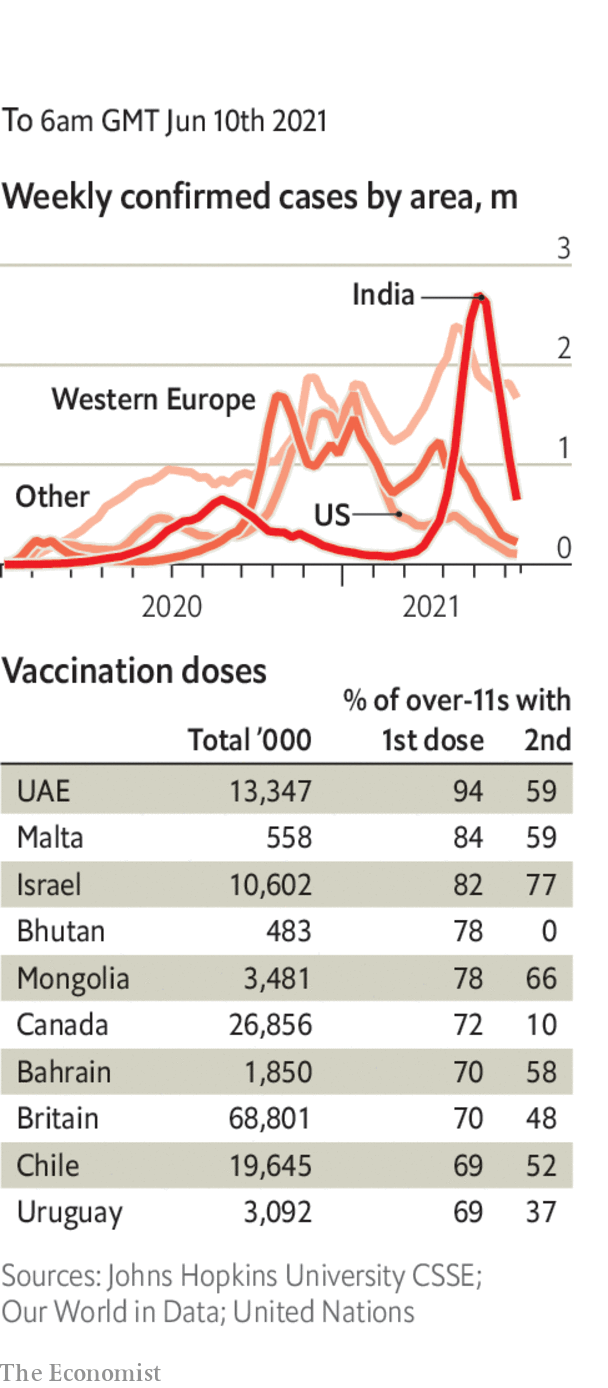 To 6am GMT Jun 10th 2021
Weekly confirmed cases by area, m
3
India
2
Western Europe
1
Other
US
0
2020 2021
Vaccination doses
% of over-11s with
Total ’000 1st dose 2nd
UAE 13,347 94 59
Malta 558 84 59
Israel 10,602 82 77
Bhutan 483 78 0
Mongolia 3,481 78 66
Canada 26,856 72 10
Bahrain 1,850 70 58
Britain 68,801 70 48
Chile 19,645 69 52
Uruguay 3,092 69 37
Sources: Johns Hopkins University CSSE;
Our World in Data; United Nations
The Economist